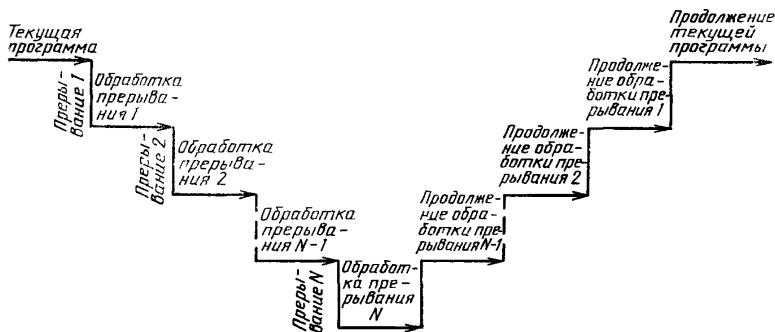 Текущая
программа
Преры-
вание 1
Обработка
прерыва-
ния 1
Преры-
вание 2
Обработка
прерыва-
ния 2
Обработка
прерыва-
ния N-1
Преры-
вание N
Обработ-
ка пре-
рывания
N
Продолже-
ние обра-
ботки пре-
рывания N-1
Продолже-
ние обра-
ботки пре-
рывания 2
Продолже-
ние обра-
ботки пре-
рывания 1
Продолжение
текущей
программы